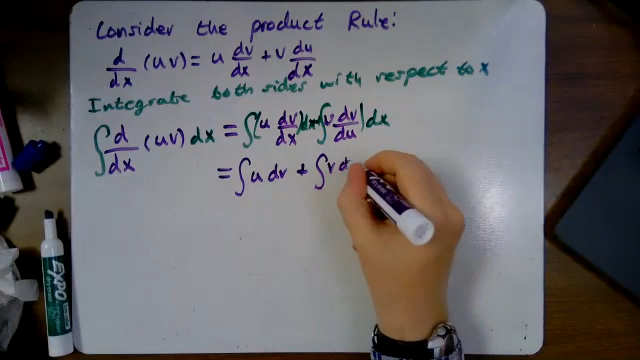 Consider the product Rule:
d/dx (uv) = u dv/dx + v du/dx
Integrate both sides with respect to x
∫ d/dx (uv) dx = ∫(u dv/dx)dx + ∫(v dv/du)dx
= ∫u dv + ∫v d
EXPO